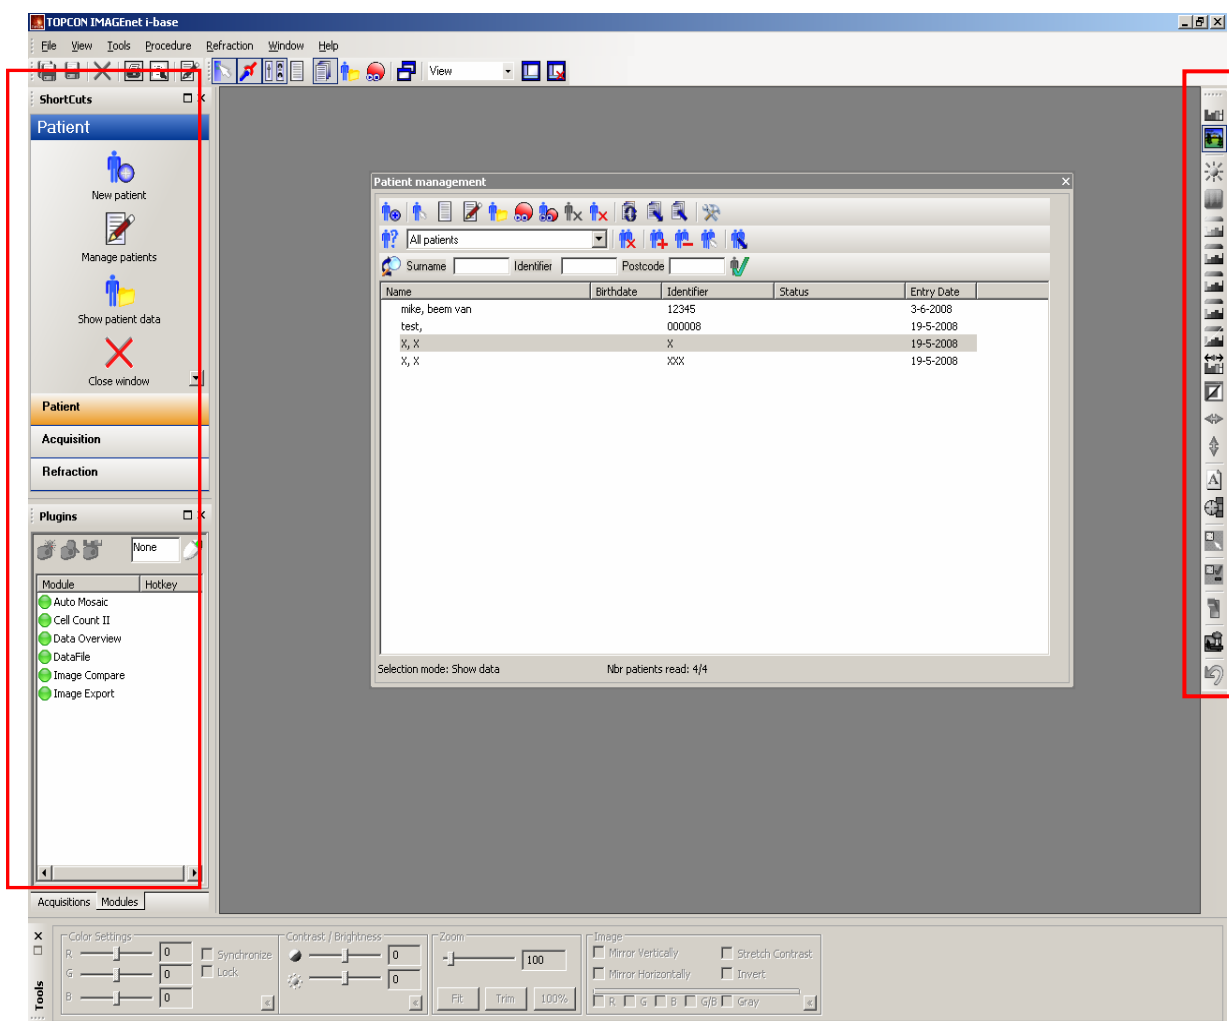 TOPCON IMAGEnet i-base
File View Tools Procedure Refraction Window Help
View
ShortCuts
Patient
New patient
Manage patients
Show patient data
Close window
Patient
Acquisition
Refraction
Plugins
None
Module Hotkey
Auto Mosaic
Cell Count II
Data Overview
DataFile
Image Compare
Image Export
Acquisitions Modules
Patient management
All patients
Surname Identifier Postcode
Name Birthdate Identifier Status Entry Date
mike, beem van 12345 3-6-2008
test, 000008 19-5-2008
X, X X 19-5-2008
X, X XXX 19-5-2008
Selection mode: Show data Nbr patients read: 4/4
Tools
Color Settings
R 0 Synchronize
G 0 Lock
B 0
Contrast / Brightness
0
0
Zoom
100
Fit Trim 100%
Image
Mirror Vertically Stretch Contrast
Mirror Horizontally Invert
R G B G/B Gray